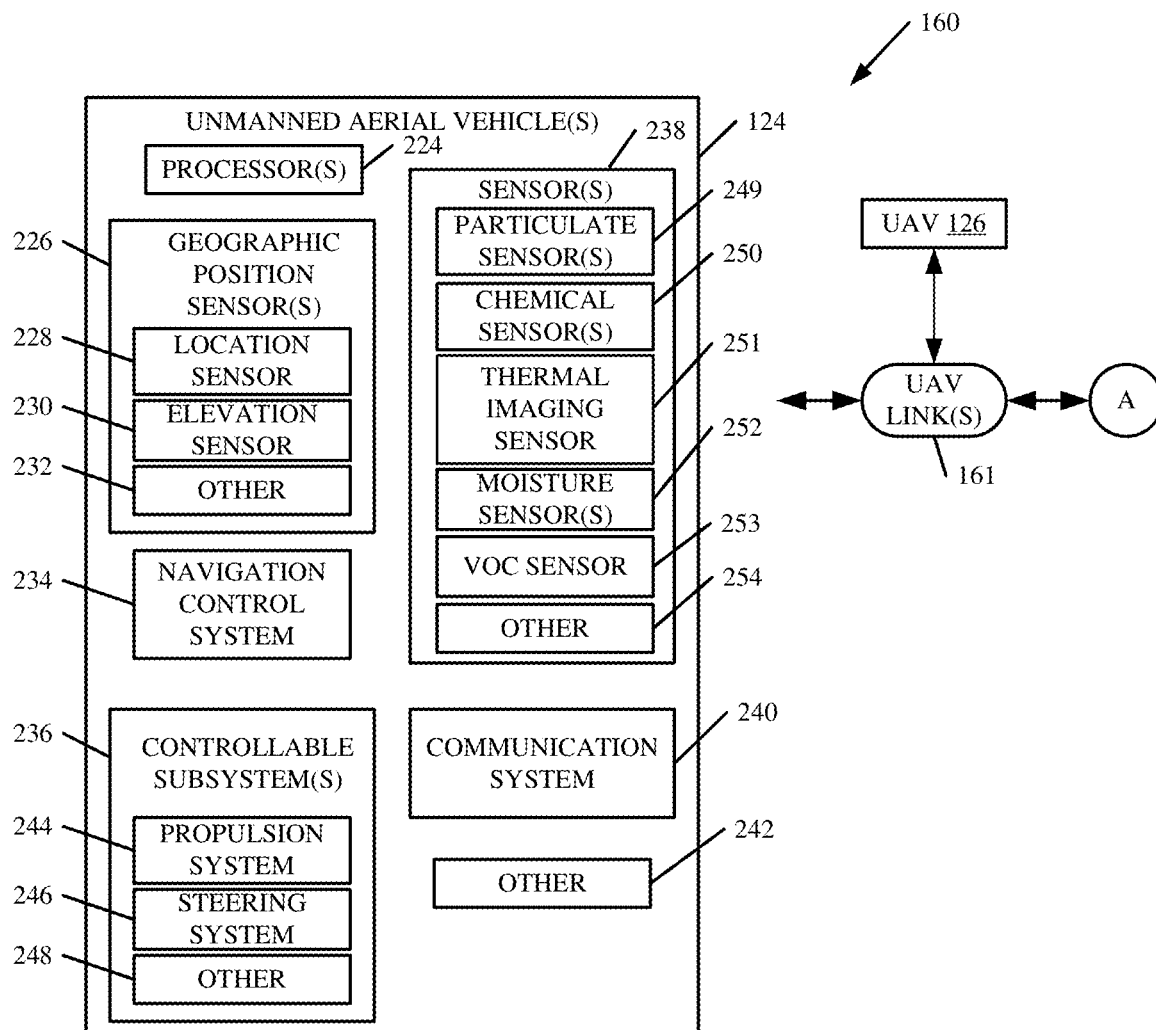 160
UNMANNED AERIAL VEHICLE(S)
124
PROCESSOR(S)
224
238
226
GEOGRAPHIC
POSITION
SENSOR(S)
228
LOCATION
SENSOR
230
ELEVATION
SENSOR
232
OTHER
234
NAVIGATION
CONTROL
SYSTEM
SENSOR(S)
PARTICULATE
SENSOR(S)
249
CHEMICAL
SENSOR(S)
250
THERMAL
IMAGING
SENSOR
251
MOISTURE
SENSOR(S)
252
VOC SENSOR
253
OTHER
254
236
CONTROLLABLE
SUBSYSTEM(S)
244
PROPULSION
SYSTEM
246
STEERING
SYSTEM
248
OTHER
COMMUNICATION
SYSTEM
240
OTHER
242
UAV 126
UAV
LINK(S)
161
A